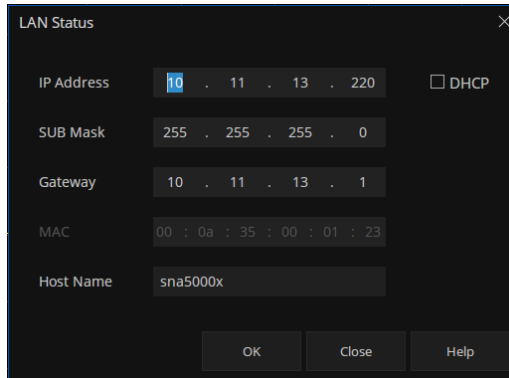 LAN Status
IP Address 10 . 11 . 13 . 220 DHCP
SUB Mask 255 . 255 . 255 . 0
Gateway 10 . 11 . 13 . 1
MAC 00 : 0a : 35 : 00 : 01 : 23
Host Name sna5000x
OK Close Help